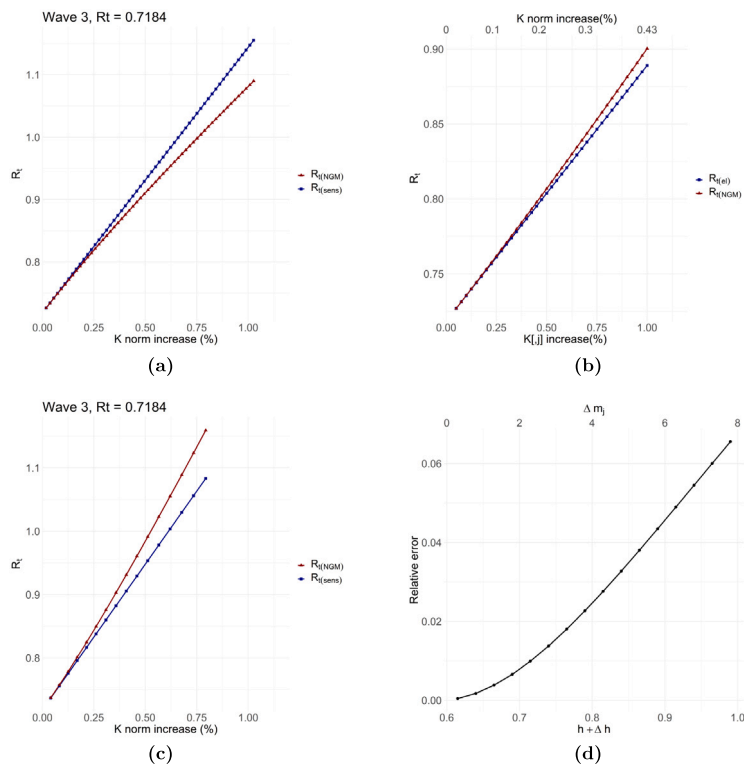 Wave 3, Rt = 0.7184
1.1
1.0
0.9
0.8
Rt
0.00 0.25 0.50 0.75 1.00
K norm increase (%)
Rt(NGM)
Rt(sens)
(a)
K norm increase(%)
0 0.1 0.2 0.3 0.43
0.90
0.85
0.80
0.75
Rt
0.00 0.25 0.50 0.75 1.00
K[,j] increase(%)
Rt(el)
Rt(NGM)
(b)
Wave 3, Rt = 0.7184
1.1
1.0
0.9
0.8
Rt
0.00 0.25 0.50 0.75 1.00
K norm increase (%)
Rt(NGM)
Rt(sens)
(c)
Δ mj
0 2 4 6 8
0.06
0.04
0.02
0.00
Relative error
0.6 0.7 0.8 0.9 1.0
h + Δ h
(d)